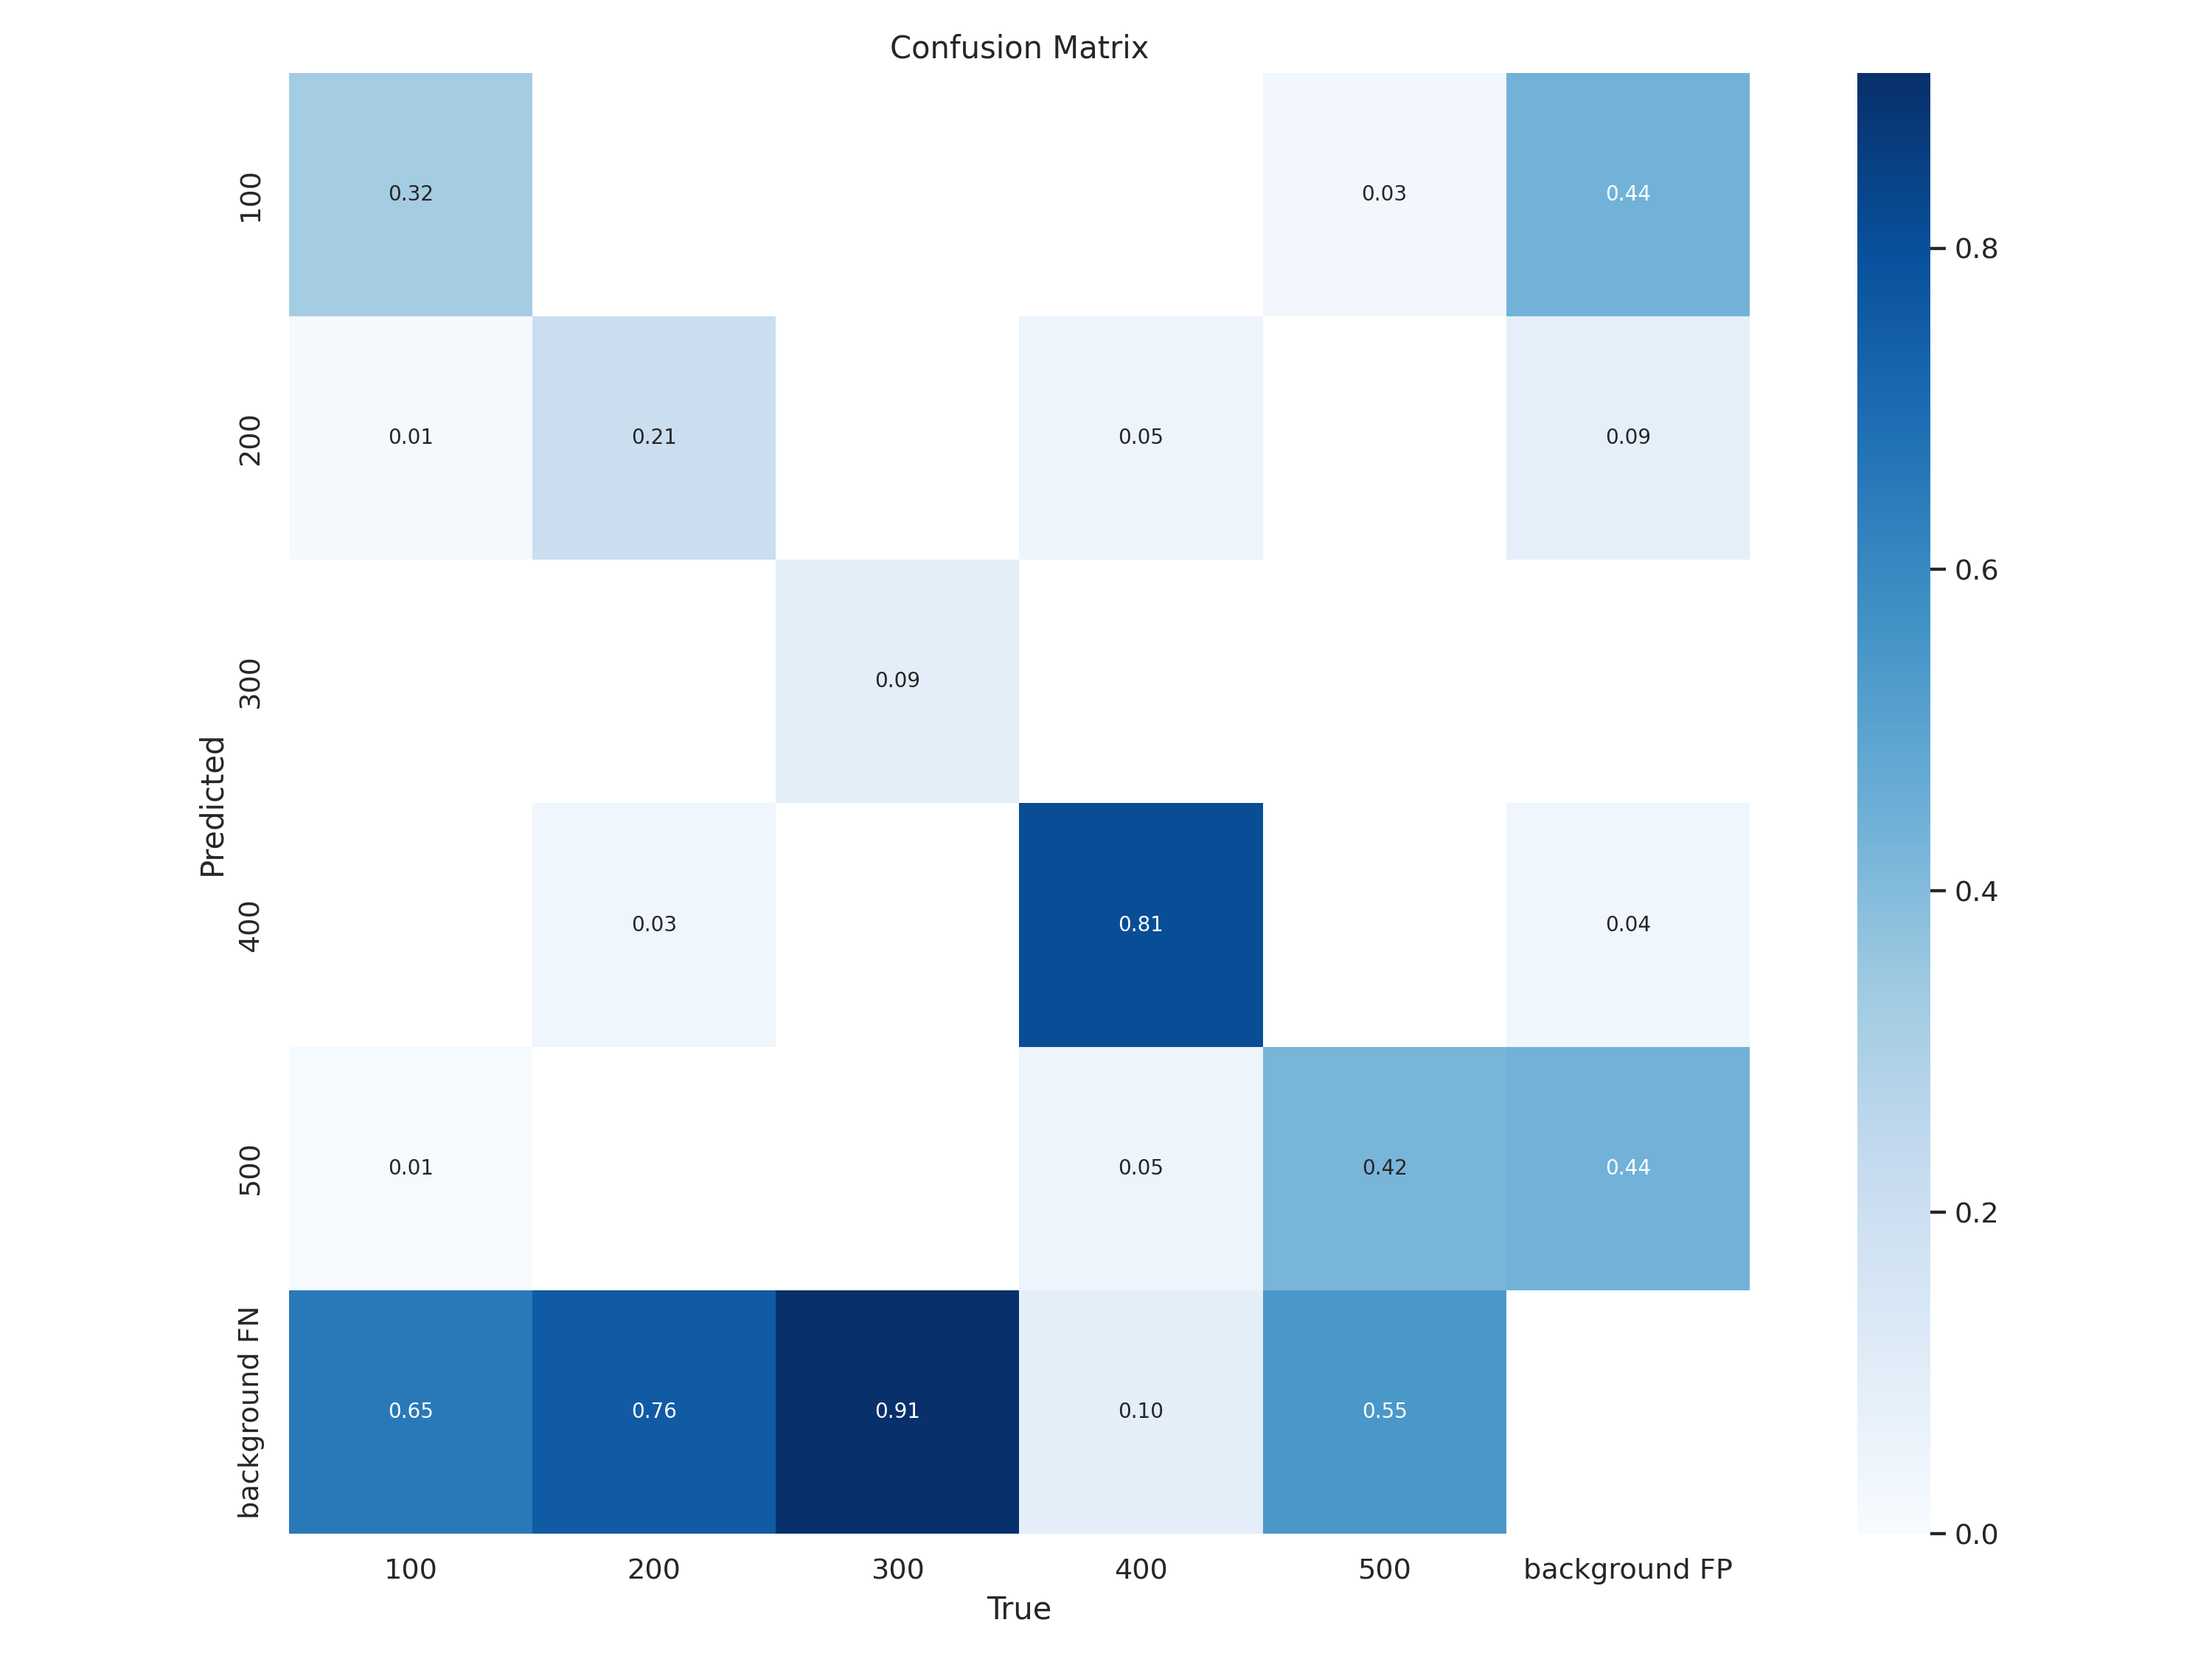 Confusion Matrix
100 0.32 0.03 0.44
200 0.01 0.21 0.05 0.09
300 0.09
400 0.03 0.81 0.04
500 0.01 0.05 0.42 0.44
background FN 0.65 0.76 0.91 0.10 0.55
Predicted
100 200 300 400 500 background FP
True
0.8
0.6
0.4
0.2
0.0